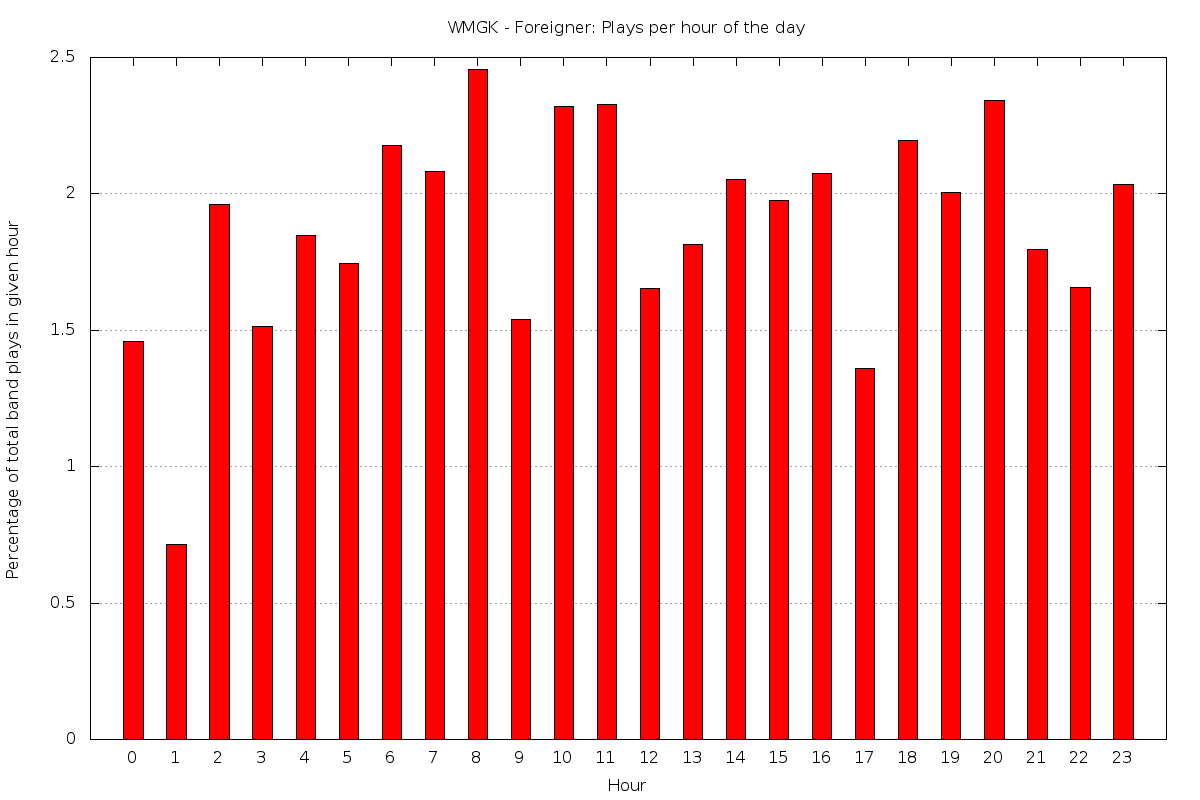 WMGK - Foreigner: Plays per hour of the day
Percentage of total band plays in given hour
2.5
2
1.5
1
0.5
0
0 1 2 3 4 5 6 7 8 9 10 11 12 13 14 15 16 17 18 19 20 21 22 23
Hour